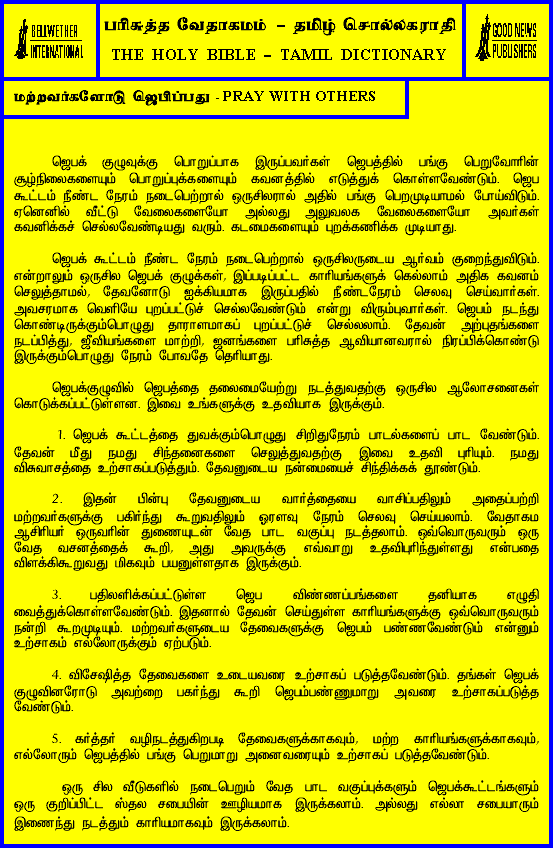 BELLWETHER
INTERNATIONAL
பரிசுத்த வேதாகமம் – தமிழ் சொல்லகராதி
THE HOLY BIBLE – TAMIL DICTIONARY
GOOD NEWS
PUBLISHERS
மற்றவர்களோடு ஜெபிப்பது - PRAY WITH OTHERS
ஜெபக் குழுவுக்கு பொறுப்பாக இருப்பவர்கள் ஜெபத்தில் பங்கு பெறுவோரின்
சூழ்நிலைகளையும் பொறுப்புக்களையும் கவனத்தில் எடுத்துக் கொள்ளவேண்டும். ஜெப
கூட்டம் நீண்ட நேரம் நடைபெற்றால் ஒருசிலரால் அதில் பங்கு பெறமுடியாமல் போய்விடும்.
ஏனெனில் வீட்டு வேலைகளையோ அல்லது அலுவலக வேலைகளையோ அவர்கள்
கவனிக்கச் செல்லவேண்டியது வரும். கடமைகளையும் புறக்கணிக்க முடியாது.
ஜெபக் கூட்டம் நீண்ட நேரம் நடைபெற்றால் ஒருசிலருடைய ஆர்வம் குறைந்துவிடும்.
என்றாலும் ஒருசில ஜெபக் குழுக்கள், இப்படிப்பட்ட காரியங்களுக் கெல்லாம் அதிக கவனம்
செலுத்தாமல், தேவனோடு ஐக்கியமாக இருப்பதில் நீண்டநேரம் செலவு செய்வார்கள்.
அவசரமாக வெளியே புறப்பட்டுச் செல்லவேண்டும் என்று விரும்புவார்கள். ஜெபம் நடந்து
கொண்டிருக்கும்பொழுது தாராளமாகப் புறப்பட்டுச் செல்லலாம். தேவன் அற்புதங்களை
நடப்பித்து, ஜீவியங்களை மாற்றி, ஜனங்களை பரிசுத்த ஆவியானவரால் நிரப்பிக்கொண்டு
இருக்கும்பொழுது நேரம் போவதே தெரியாது.
ஜெபக்குழுவில் ஜெபத்தை தலைமையேற்று நடத்துவதற்கு ஒருசில ஆலோசனைகள்
கொடுக்கப்பட்டுள்ளன. இவை உங்களுக்கு உதவியாக இருக்கும்.
1. ஜெபக் கூட்டத்தை துவக்கும்பொழுது சிறிதுநேரம் பாடல்களைப் பாட வேண்டும்.
தேவன் மீது நமது சிந்தனைகளை செலுத்துவதற்கு இவை உதவி புரியும். நமது
விசுவாசத்தை உற்சாகப்படுத்தும். தேவனுடைய நன்மையைச் சிந்திக்கக் தூண்டும்.
2. இதன் பின்பு தேவனுடைய வார்த்தையை வாசிப்பதிலும் அதைப்பற்றி
மற்றவர்களுக்கு பகிர்ந்து கூறுவதிலும் ஓரளவு நேரம் செலவு செய்யலாம். வேதாகம
ஆசிரியர் ஒருவரின் துணையுடன் வேத பாட வகுப்பு நடத்தலாம். ஒவ்வொருவரும் ஒரு
வேத வசனத்தைக் கூறி, அது அவருக்கு எவ்வாறு உதவிபுரிந்துள்ளது என்பதை
விளக்கிகூறுவது மிகவும் பயனுள்ளதாக இருக்கும்.
3. பதிலளிக்கப்பட்டுள்ள ஜெப விண்ணப்பங்களை தனியாக எழுதி
வைத்துக்கொள்ளவேண்டும். இதனால் தேவன் செய்துள்ள காரியங்களுக்கு ஒவ்வொருவரும்
நன்றி கூறமுடியும். மற்றவர்களுடைய தேவைகளுக்கு ஜெபம் பண்ணவேண்டும் என்னும்
உற்சாகம் எல்லோருக்கும் ஏற்படும்.
4. விசேஷித்த தேவைகளை உடையவரை உற்சாகப் படுத்தவேண்டும். தங்கள் ஜெபக்
குழுவினரோடு அவற்றை பகர்ந்து கூறி ஜெபம்பண்ணுமாறு அவரை உற்சாகப்படுத்த
வேண்டும்.
5. கர்த்தர் வழிநடத்துகிறபடி தேவைகளுக்காகவும், மற்ற காரியங்களுக்காகவும்,
எல்லோரும் ஜெபத்தில் பங்கு பெறுமாறு அனைவரையும் உற்சாகப் படுத்தவேண்டும்.
ஒரு சில வீடுகளில் நடைபெறும் வேத பாட வகுப்புக்களும் ஜெபக்கூட்டங்களும்
ஒரு குறிப்பிட்ட ஸ்தல சபையின் ஊழியமாக இருக்கலாம். அல்லது எல்லா சபையாரும்
இணைந்து நடத்தும் காரியமாகவும் இருக்கலாம்.